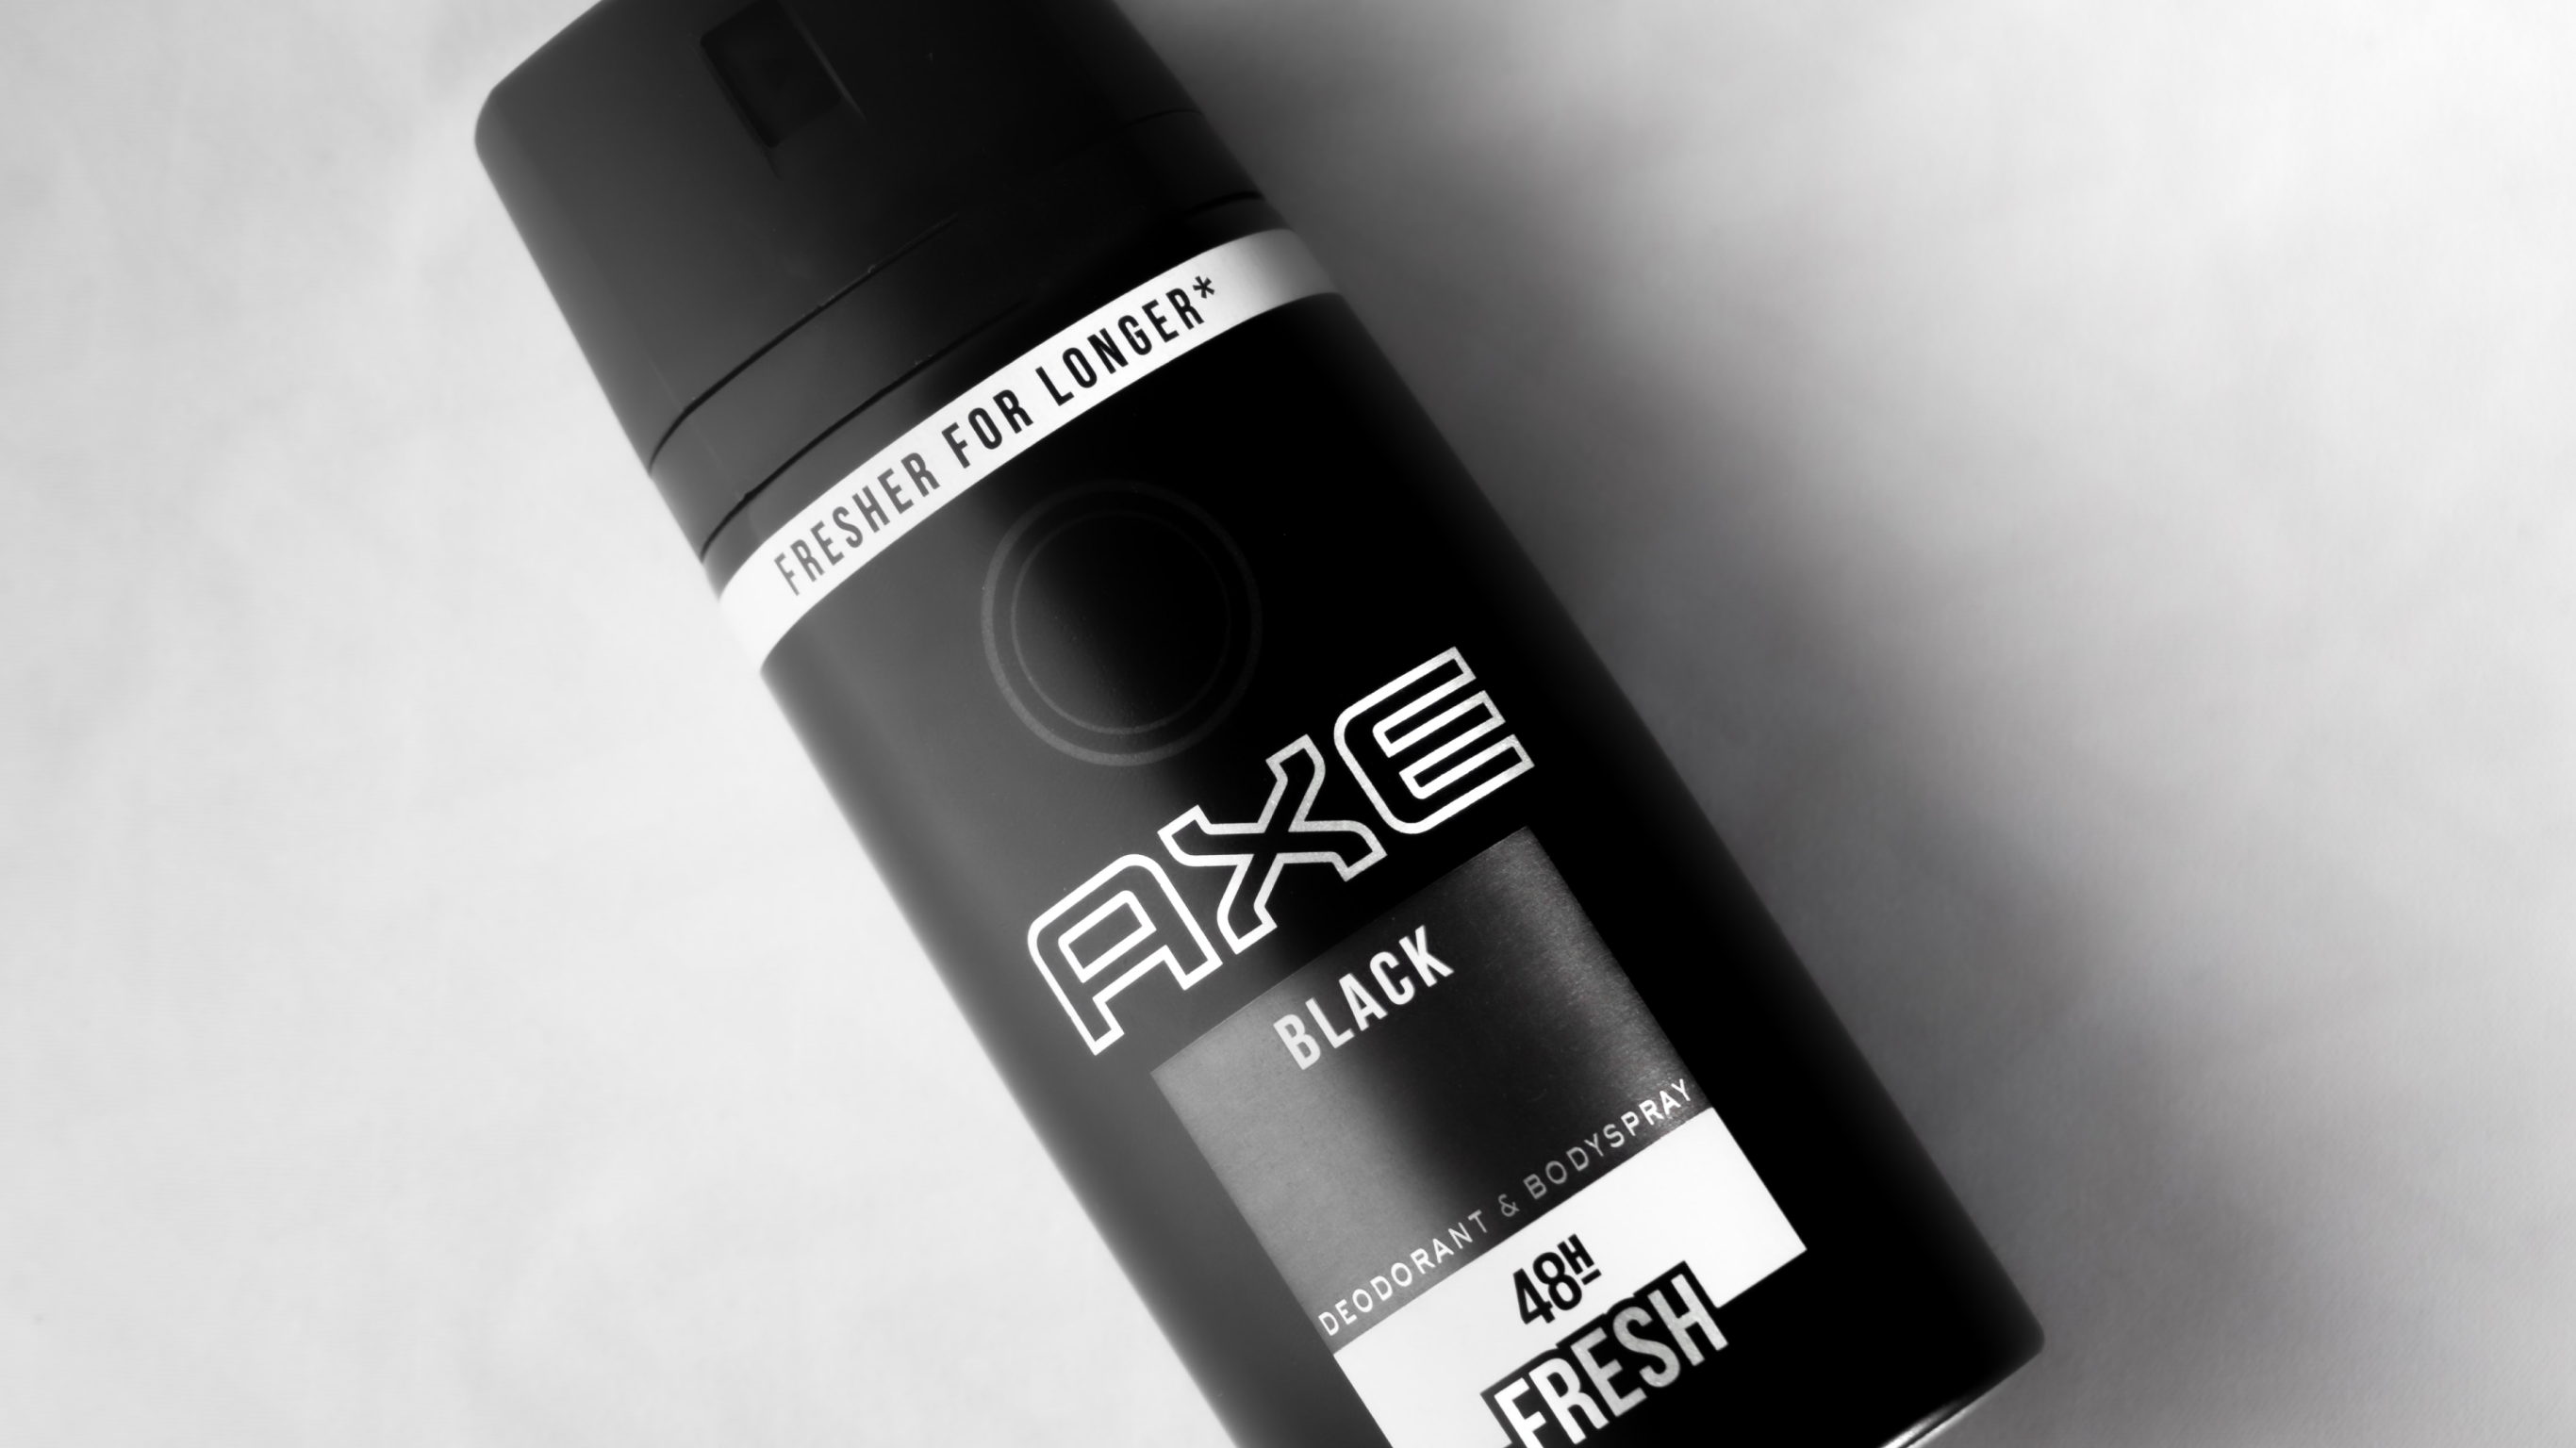 FRESHER FOR LONGER*
AXE
BLACK
DEODORANT & BODYSPRAY
48H
FRESH